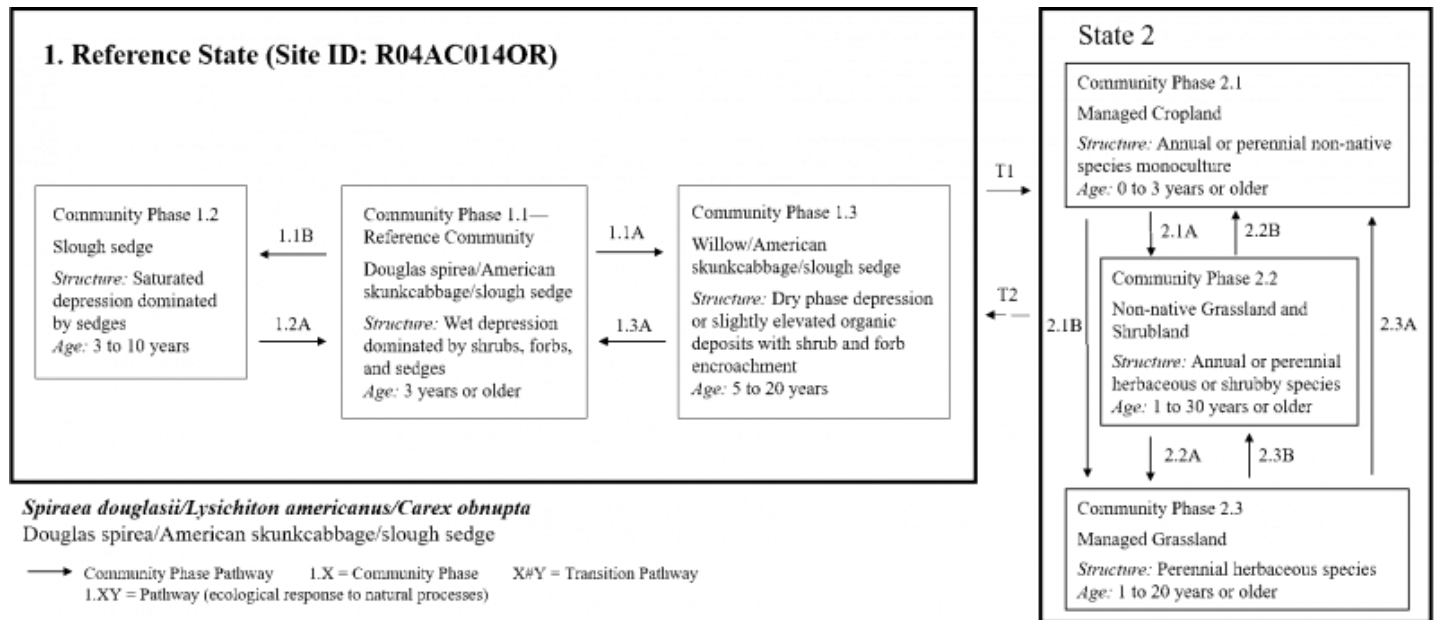 1. Reference State (Site ID: R04AC014OR)
Community Phase 1.2
Slough sedge
Structure: Saturated
depression dominated
by sedges
Age: 3 to 10 years
1.1B
1.2A
Community Phase 1.1—
Reference Community
Douglas spirea/American
skunkcabbage/slough sedge
Structure: Wet depression
dominated by shrubs, forbs,
and sedges
Age: 3 years or older
1.1A
1.3A
Community Phase 1.3
Willow/American
skunkcabbage/slough sedge
Structure: Dry phase depression
or slightly elevated organic
deposits with shrub and forb
encroachment
Age: 5 to 20 years
T1
T2
State 2
Community Phase 2.1
Managed Cropland
Structure: Annual or perennial non-native
species monoculture
Age: 0 to 3 years or older
2.1A
2.2B
2.1B
2.3A
Community Phase 2.2
Non-native Grassland and
Shrubland
Structure: Annual or perennial
herbaceous or shrubby species
Age: 1 to 30 years or older
2.2A
2.3B
Community Phase 2.3
Managed Grassland
Structure: Perennial herbaceous species
Age: 1 to 20 years or older
Spiraea douglasii/Lysichiton americanus/Carex obnupta
Douglas spirea/American skunkcabbage/slough sedge
Community Phase Pathway 1.X = Community Phase X#Y = Transition Pathway
1.XY = Pathway (ecological response to natural processes)